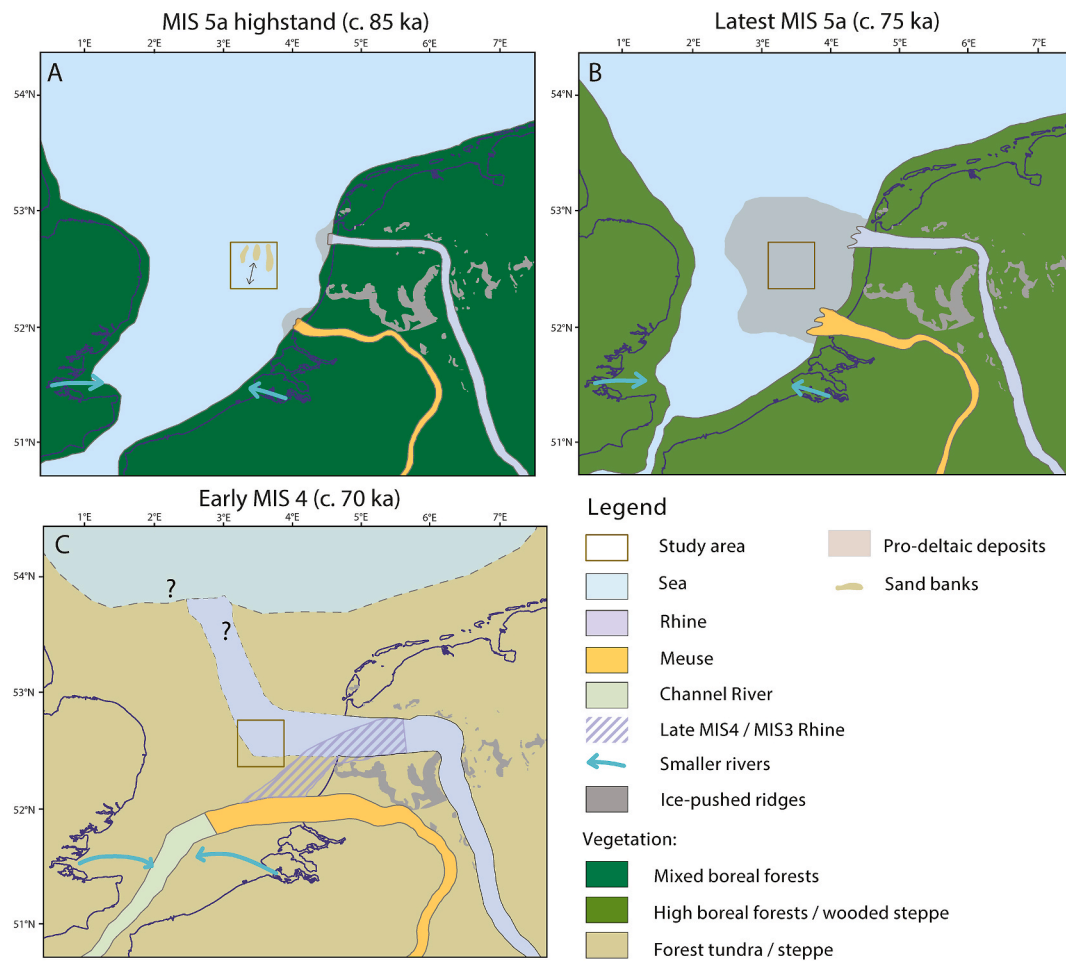 MIS 5a highstand (c. 85 ka)
1°E 2°E 3°E 4°E 5°E 6°E 7°E
A
54°N
53°N
52°N
51°N
Latest MIS 5a (c. 75 ka)
1°E 2°E 3°E 4°E 5°E 6°E 7°E
B
54°N
53°N
52°N
51°N
Early MIS 4 (c. 70 ka)
1°E 2°E 3°E 4°E 5°E 6°E 7°E
C
54°N
53°N
52°N
51°N
?
?
Legend
Study area
Sea
Rhine
Meuse
Channel River
Late MIS4 / MIS3 Rhine
Smaller rivers
Ice-pushed ridges
Pro-deltaic deposits
Sand banks
Vegetation:
Mixed boreal forests
High boreal forests / wooded steppe
Forest tundra / steppe